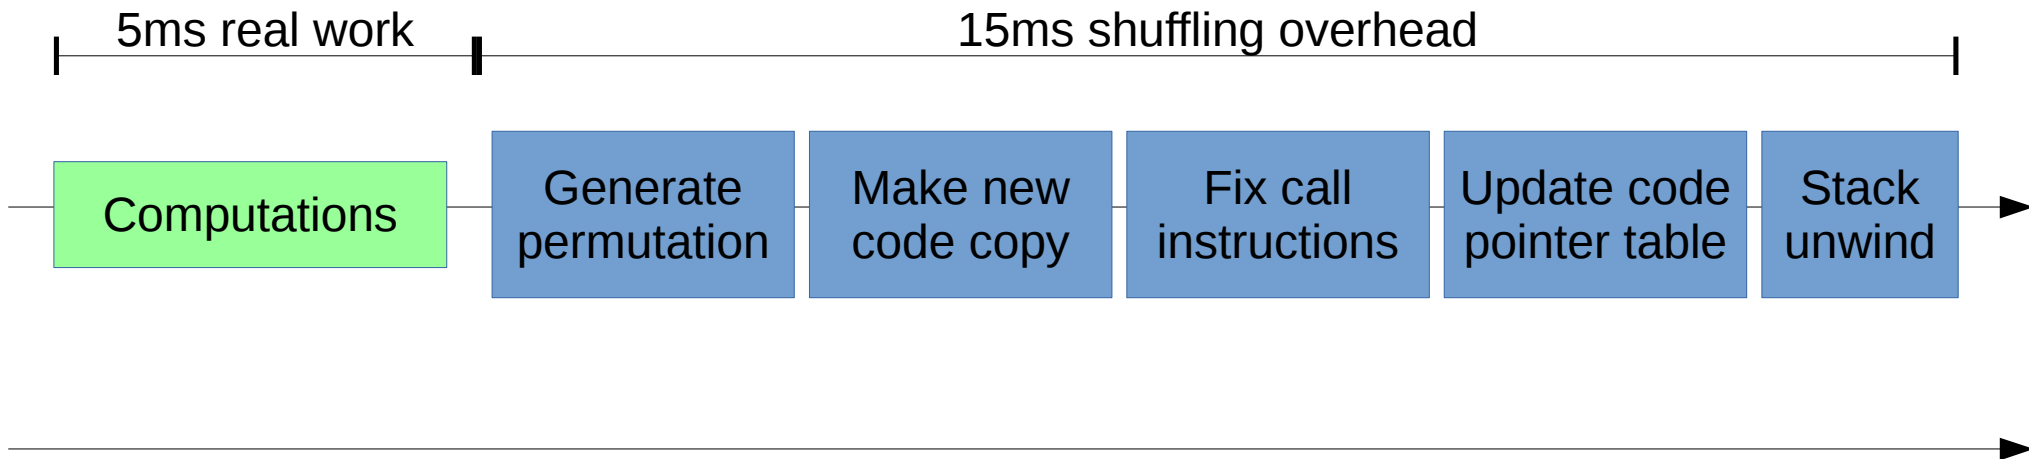 5ms real work
15ms shuffling overhead
Computations
Generate
permutation
Make new
code copy
Fix call
instructions
Update code
pointer table
Stack
unwind